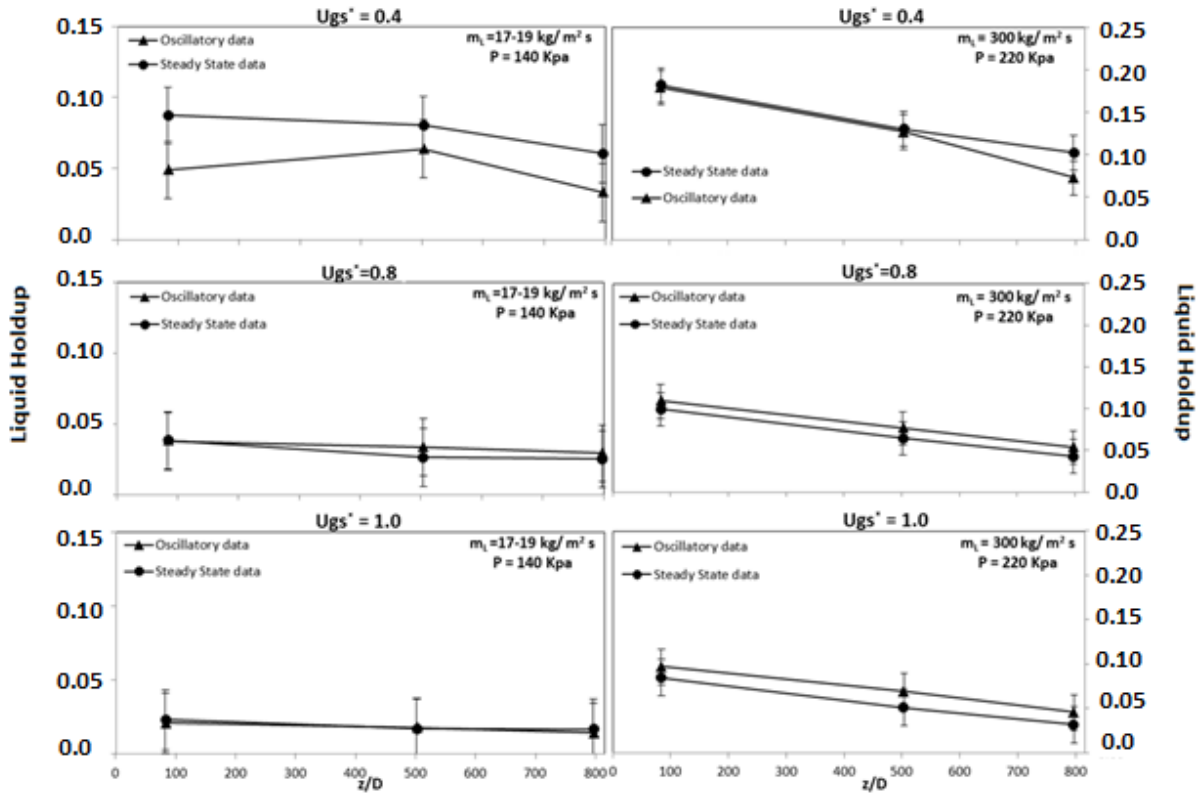 Ugs* = 0.4
0.15
0.10
0.05
0.0
Oscillatory data
Steady State data
mL =17-19 kg/ m² s
P = 140 Kpa
Ugs* = 0.4
mL = 300 kg/ m² s
P = 220 Kpa
Steady State data
Oscillatory data
0.25
0.20
0.15
0.10
0.05
0.0
Ugs*=0.8
0.15
0.10
0.05
0.0
Oscillatory data
Steady State data
mL =17-19 kg/ m² s
P = 140 Kpa
Ugs*=0.8
Oscillatory data
Steady State data
mL = 300 kg/ m² s
P = 220 Kpa
0.25
0.20
0.15
0.10
0.05
0.0
Liquid Holdup
Liquid Holdup
Ugs* = 1.0
0.15
0.10
0.05
0.0
Oscillatory data
Steady State data
mL =17-19 kg/ m² s
P = 140 Kpa
Ugs* = 1.0
Oscillatory data
Steady State data
mL = 300 kg/ m² s
P = 220 Kpa
0.25
0.20
0.15
0.10
0.05
0.0
0 100 200 300 400 500 600 700 800
z/D
0 100 200 300 400 500 600 700 800
z/D